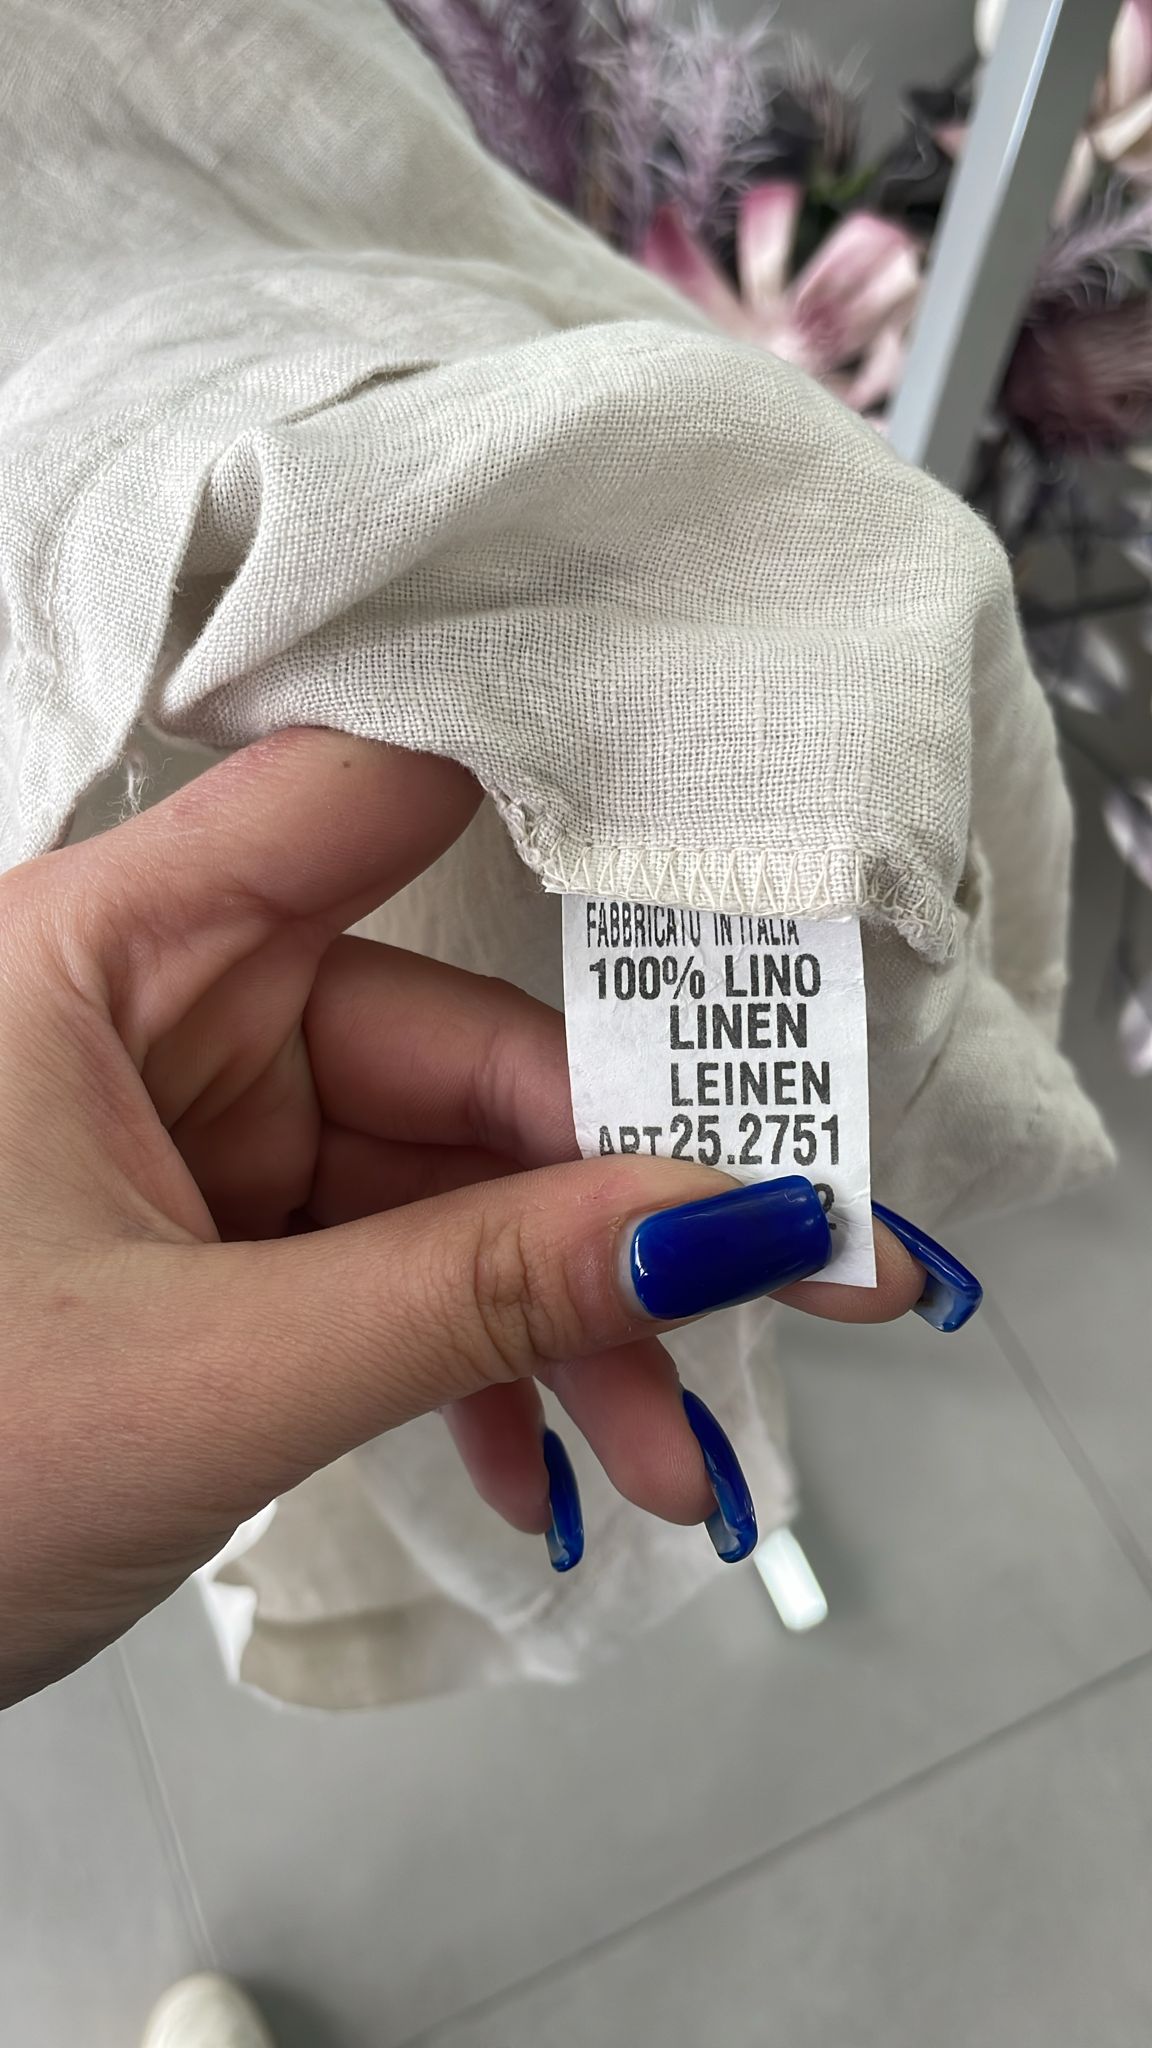 FABBRICATO IN ITALIA
100% LINO
LINEN
LEINEN
ART. 25.2751